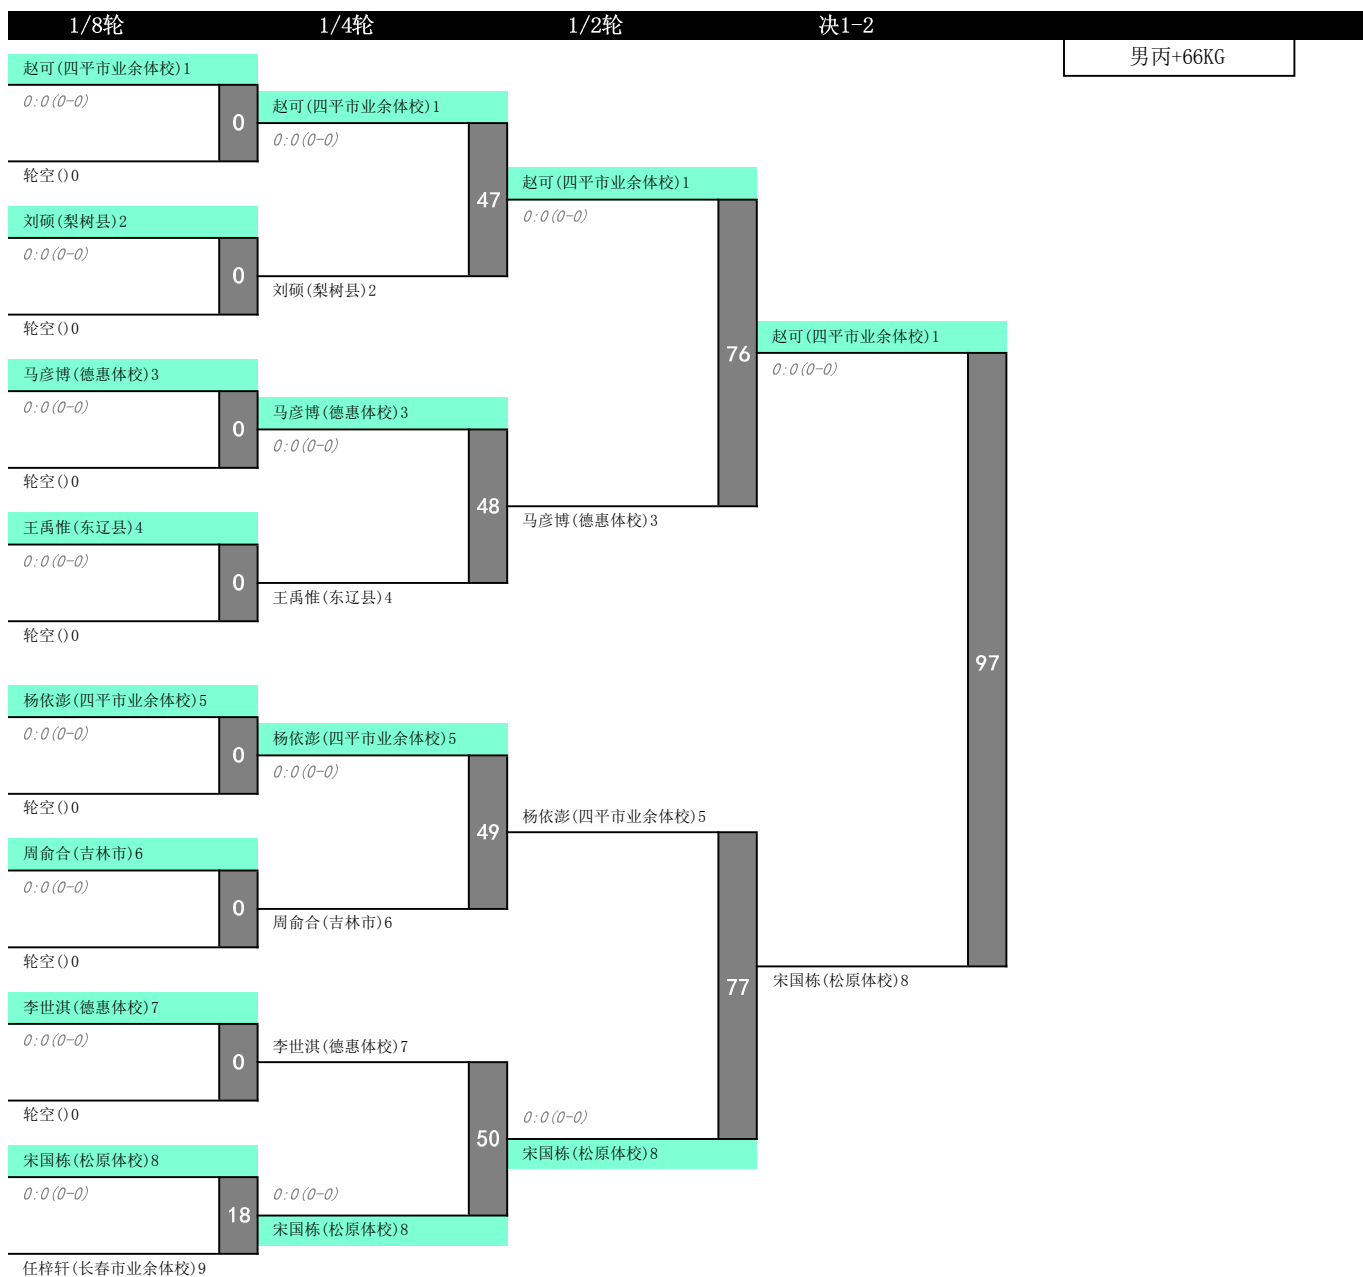 1/8轮
1/4轮
1/2轮
决1-2
男丙+66KG
赵可(四平市业余体校)1
0:0(0-0)
0
轮空()0
刘硕(梨树县)2
0:0(0-0)
0
轮空()0
马彦博(德惠体校)3
0:0(0-0)
0
轮空()0
王禹惟(东辽县)4
0:0(0-0)
0
轮空()0
杨依澎(四平市业余体校)5
0:0(0-0)
0
轮空()0
周俞合(吉林市)6
0:0(0-0)
0
轮空()0
李世淇(德惠体校)7
0:0(0-0)
0
轮空()0
宋国栋(松原体校)8
0:0(0-0)
18
任梓轩(长春市业余体校)9
赵可(四平市业余体校)1
0:0(0-0)
47
刘硕(梨树县)2
马彦博(德惠体校)3
0:0(0-0)
48
王禹惟(东辽县)4
杨依澎(四平市业余体校)5
0:0(0-0)
49
周俞合(吉林市)6
李世淇(德惠体校)7
50
0:0(0-0)
宋国栋(松原体校)8
赵可(四平市业余体校)1
0:0(0-0)
76
马彦博(德惠体校)3
杨依澎(四平市业余体校)5
77
0:0(0-0)
宋国栋(松原体校)8
赵可(四平市业余体校)1
0:0(0-0)
97
宋国栋(松原体校)8